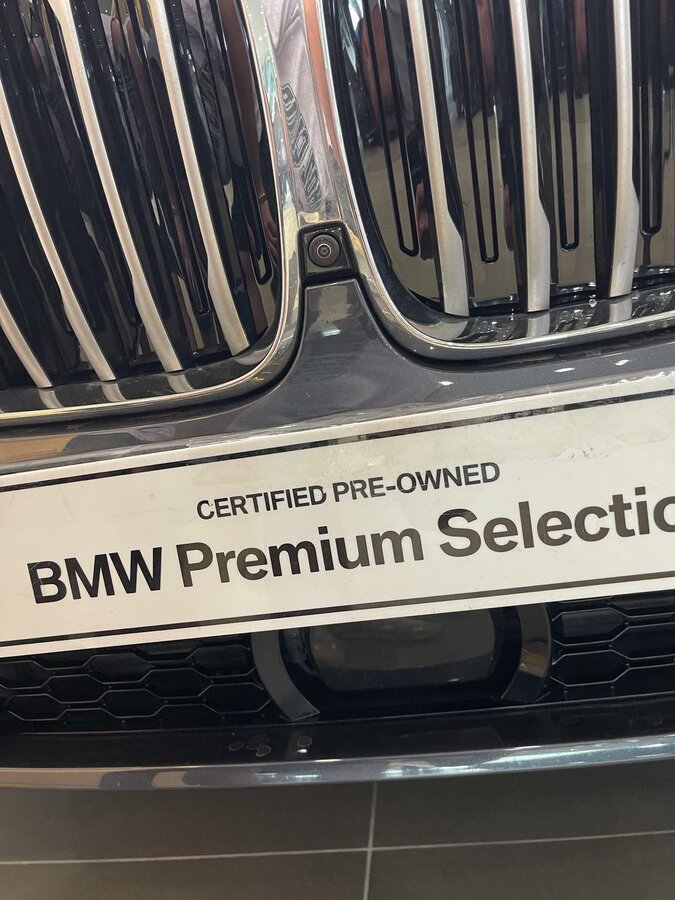 CERTIFIED PRE-OWNED
BMW Premium Selectio